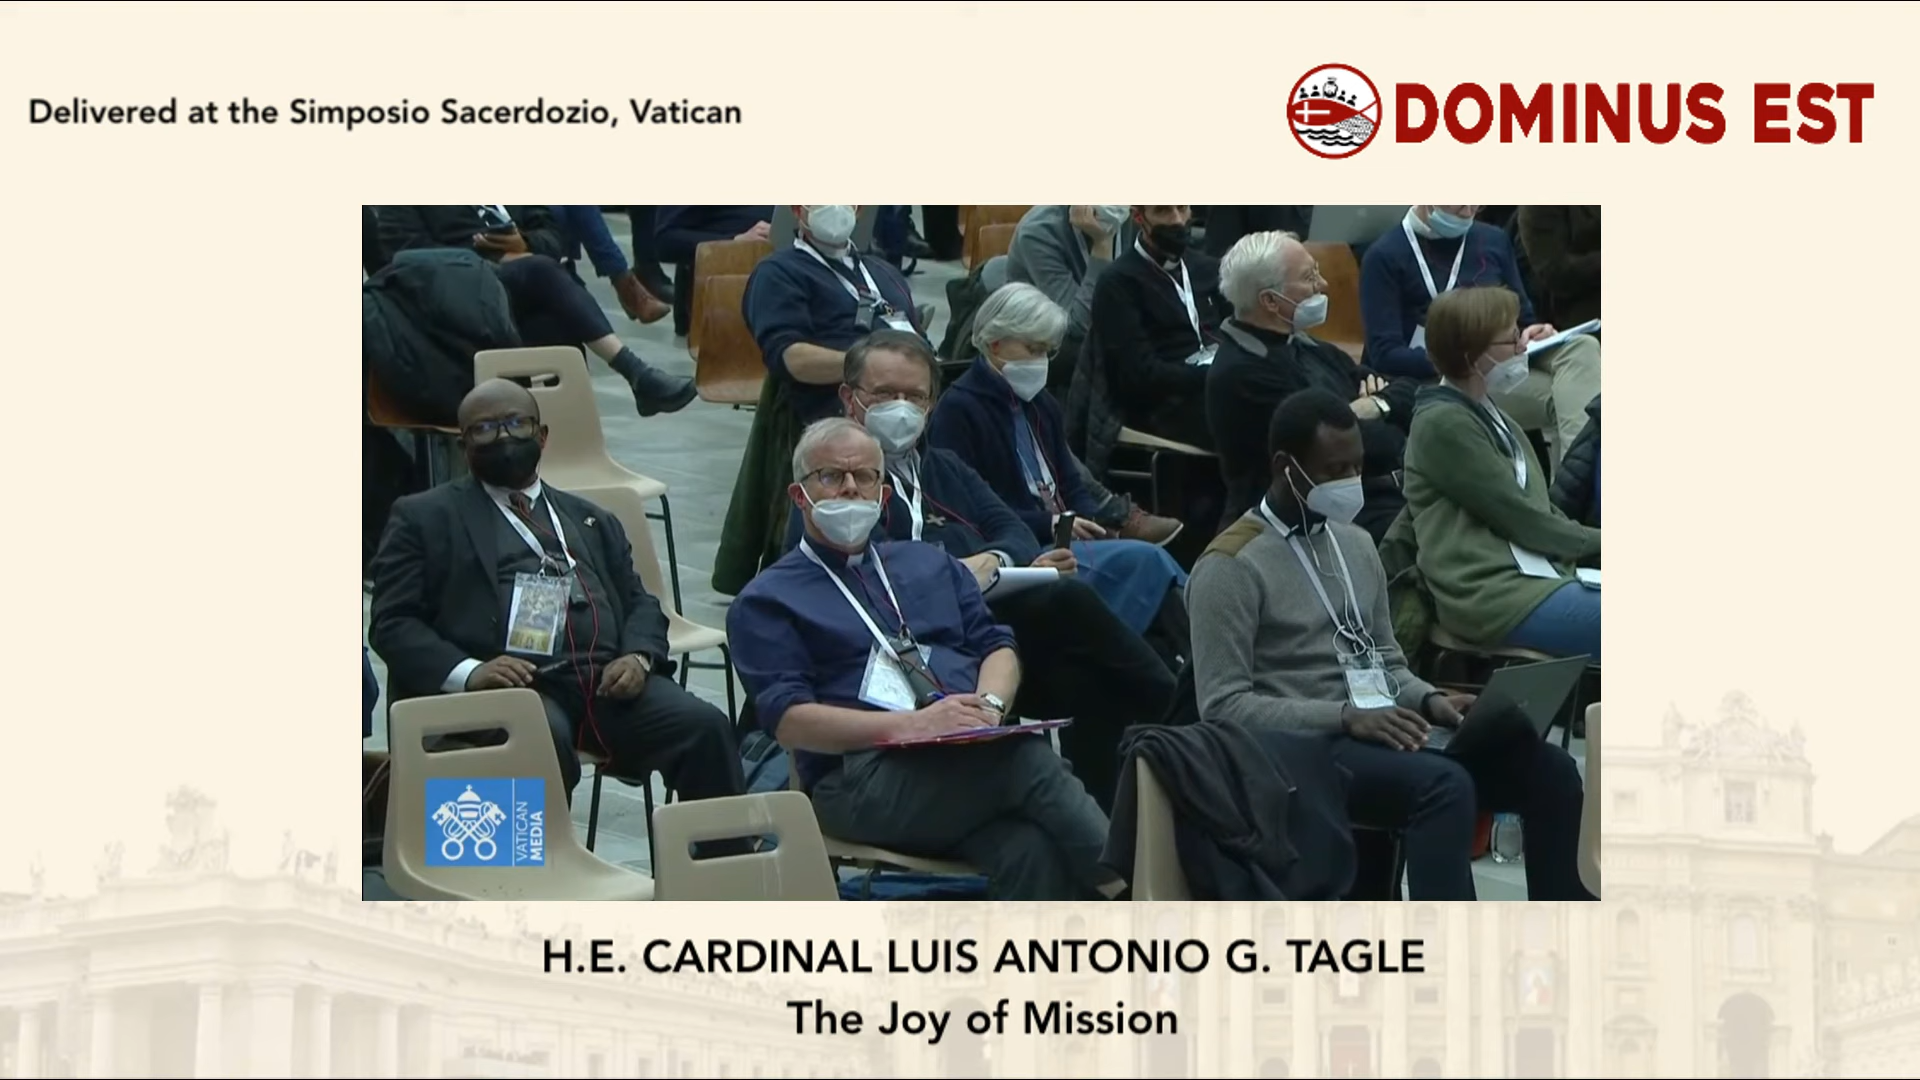 Delivered at the Simposio Sacerdozio, Vatican
DOMINUS EST
VATICAN
MEDIA
H.E. CARDINAL LUIS ANTONIO G. TAGLE
The Joy of Mission